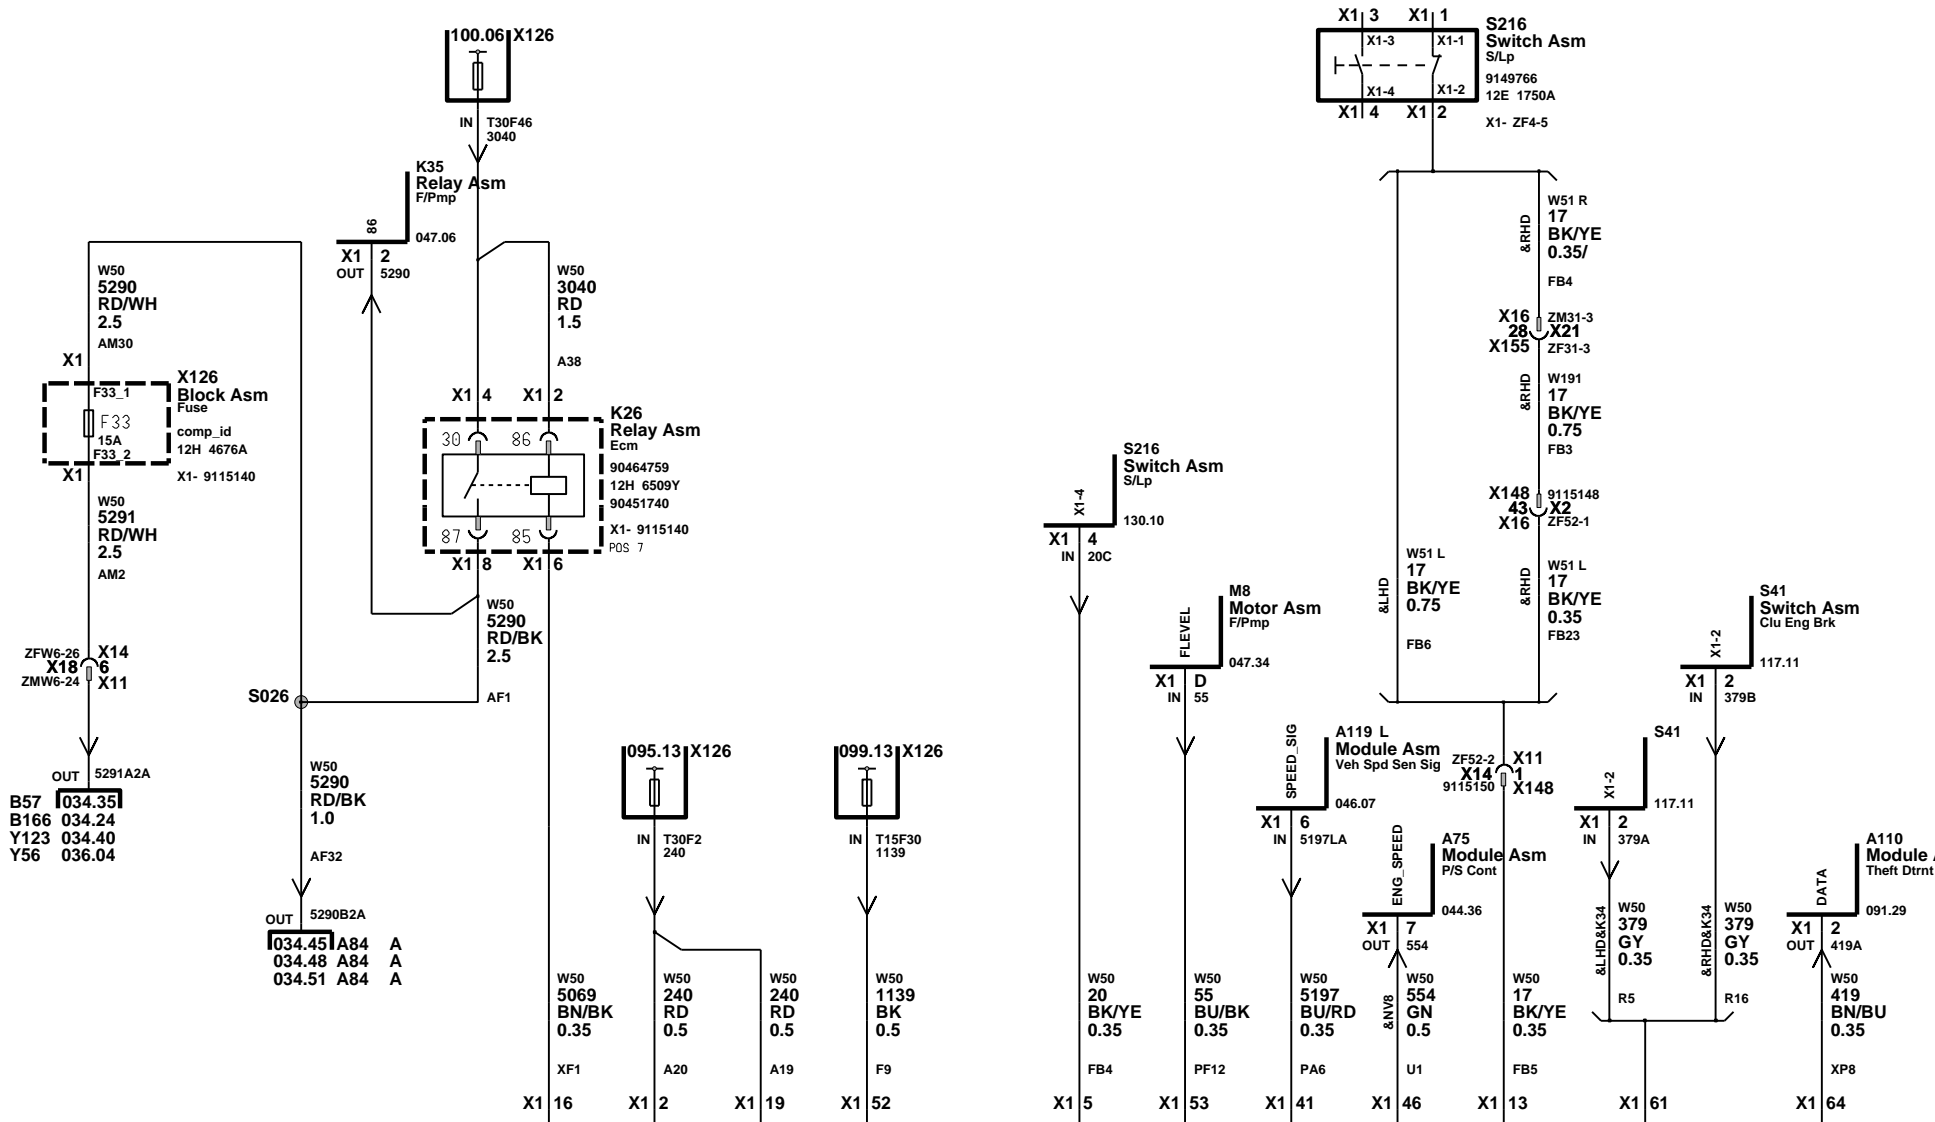 100.06 X126
IN T30F46
3040
K35
Relay Asm
F/Pmp
86
047.06
X1 2
OUT 5290
W50
5290
RD/WH
2.5
AM30
X1
X126
Block Asm
Fuse
comp_id
12H 4676A
X1- 9115140
F33_1
F33
15A
F33_2
X1
W50
5291
RD/WH
2.5
AM2
ZFW6-26 X14
X18 6
ZMW6-24 X11
OUT 5291A2A
B57 034.35
B166 034.24
Y123 034.40
Y56 036.04
W50
3040
RD
1.5
A38
X1 4 X1 2
K26
Relay Asm
Ecm
90464759
12H 6509Y
90451740
X1- 9115140
POS 7
30 86
87 85
X1 8 X1 6
W50
5290
RD/BK
2.5
AF1
S026
W50
5290
RD/BK
1.0
AF32
OUT 5290B2A
034.45 A84 A
034.48 A84 A
034.51 A84 A
W50
5069
BN/BK
0.35
XF1
X1 16
095.13 X126
IN T30F2
240
W50
240
RD
0.5
A20
X1 2
W50
240
RD
0.5
A19
X1 19
099.13 X126
IN T15F30
1139
W50
1139
BK
0.5
F9
X1 52
X1 3 X1 1
S216
Switch Asm
S/Lp
9149766
12E 1750A
X1- ZF4-5
X1-3 X1-1
X1-4 X1-2
X1 4 X1 2
&RHD
W51 R
17
BK/YE
0.35/
FB4
X16 ZM31-3
28 X21
X155 ZF31-3
&RHD
W191
17
BK/YE
0.75
FB3
X148 9115148
43 X2
X16 ZF52-1
&LHD
W51 L
17
BK/YE
0.75
FB6
&RHD
W51 L
17
BK/YE
0.35
FB23
ZF52-2 X11
X14 1
9115150 X148
W50
17
BK/YE
0.35
FB5
X1 13
S216
Switch Asm
S/Lp
X1-4
130.10
X1 4
IN 20C
W50
20
BK/YE
0.35
FB4
X1 5
M8
Motor Asm
F/Pmp
FLEVEL
047.34
X1 D
IN 55
W50
55
BU/BK
0.35
PF12
X1 53
A119 L
Module Asm
Veh Spd Sen Sig
SPEED_SIG
046.07
X1 6
IN 5197LA
W50
5197
BU/RD
0.35
PA6
X1 41
A75
Module Asm
P/S Cont
ENG_SPEED
044.36
X1 7
OUT 554
&NV8
W50
554
GN
0.5
U1
X1 46
S41
Switch Asm
Clu Eng Brk
X1-2
117.11
X1 2
IN 379B
S41
X1-2
117.11
X1 2
IN 379A
&LHD&K34
W50
379
GY
0.35
R5
&RHD&K34
W50
379
GY
0.35
R16
X1 61
A110
Module
Theft Dtrnt
DATA
091.29
X1 2
OUT 419A
W50
419
BN/BU
0.35
XP8
X1 64